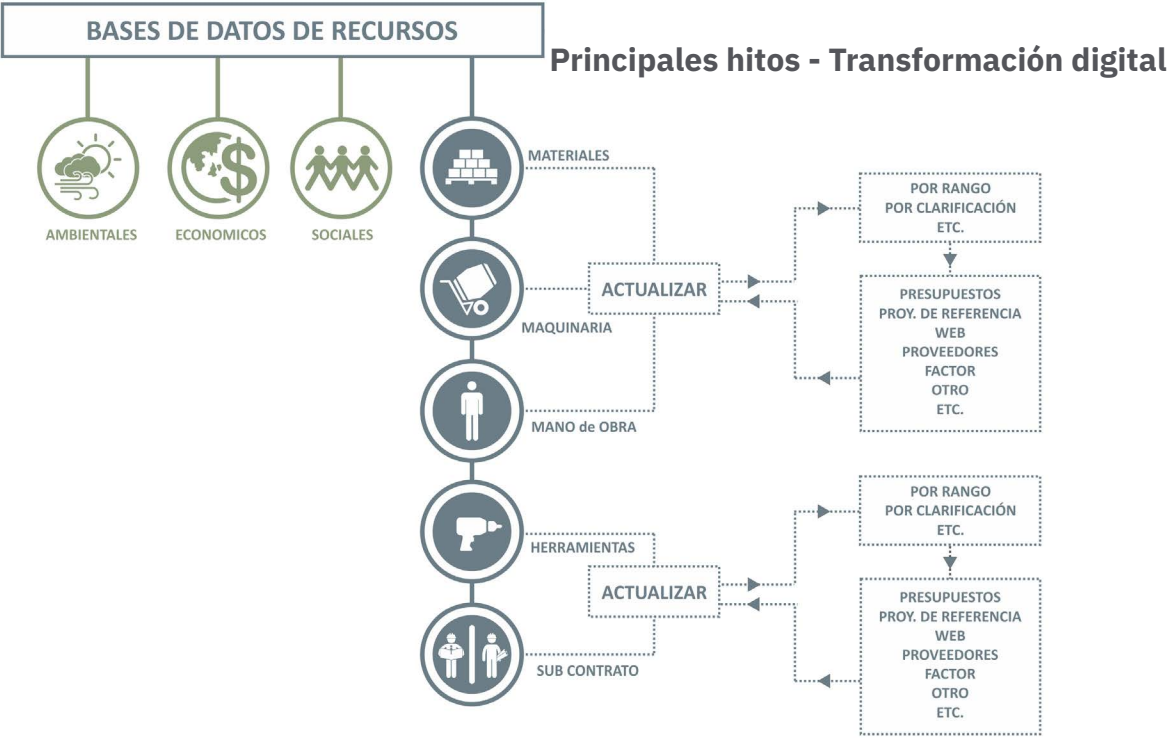 BASES DE DATOS DE RECURSOS
Principales hitos - Transformación digital
AMBIENTALES
ECONOMICOS
SOCIALES
MATERIALES
MAQUINARIA
MANO de OBRA
ACTUALIZAR
POR RANGO
POR CLARIFICACIÓN
ETC.
PRESUPUESTOS
PROY. DE REFERENCIA
WEB
PROVEEDORES
FACTOR
OTRO
ETC.
HERRAMIENTAS
SUB CONTRATO
ACTUALIZAR
POR RANGO
POR CLARIFICACIÓN
ETC.
PRESUPUESTOS
PROY. DE REFERENCIA
WEB
PROVEEDORES
FACTOR
OTRO
ETC.